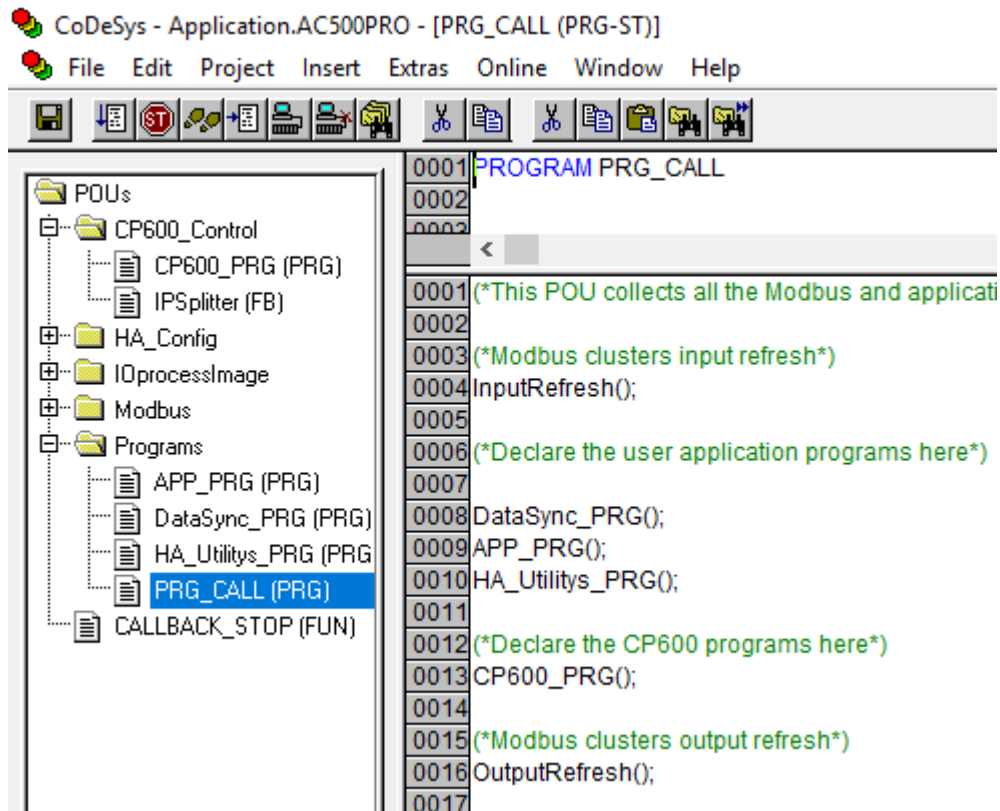 CoDeSys - Application.AC500PRO - [PRG_CALL (PRG-ST)]
File Edit Project Insert Extras Online Window Help
POUs
CP600_Control
CP600_PRG (PRG)
IPSplitter (FB)
HA_Config
IOprocessImage
Modbus
Programs
APP_PRG (PRG)
DataSync_PRG (PRG)
HA_Utilitys_PRG (PRG
PRG_CALL (PRG)
CALLBACK_STOP (FUN)
0001 PROGRAM PRG_CALL
0002
0003
0001 (*This POU collects all the Modbus and applicati
0002
0003 (*Modbus clusters input refresh*)
0004 InputRefresh();
0005
0006 (*Declare the user application programs here*)
0007
0008 DataSync_PRG();
0009 APP_PRG();
0010 HA_Utilitys_PRG();
0011
0012 (*Declare the CP600 programs here*)
0013 CP600_PRG();
0014
0015 (*Modbus clusters output refresh*)
0016 OutputRefresh();
0017